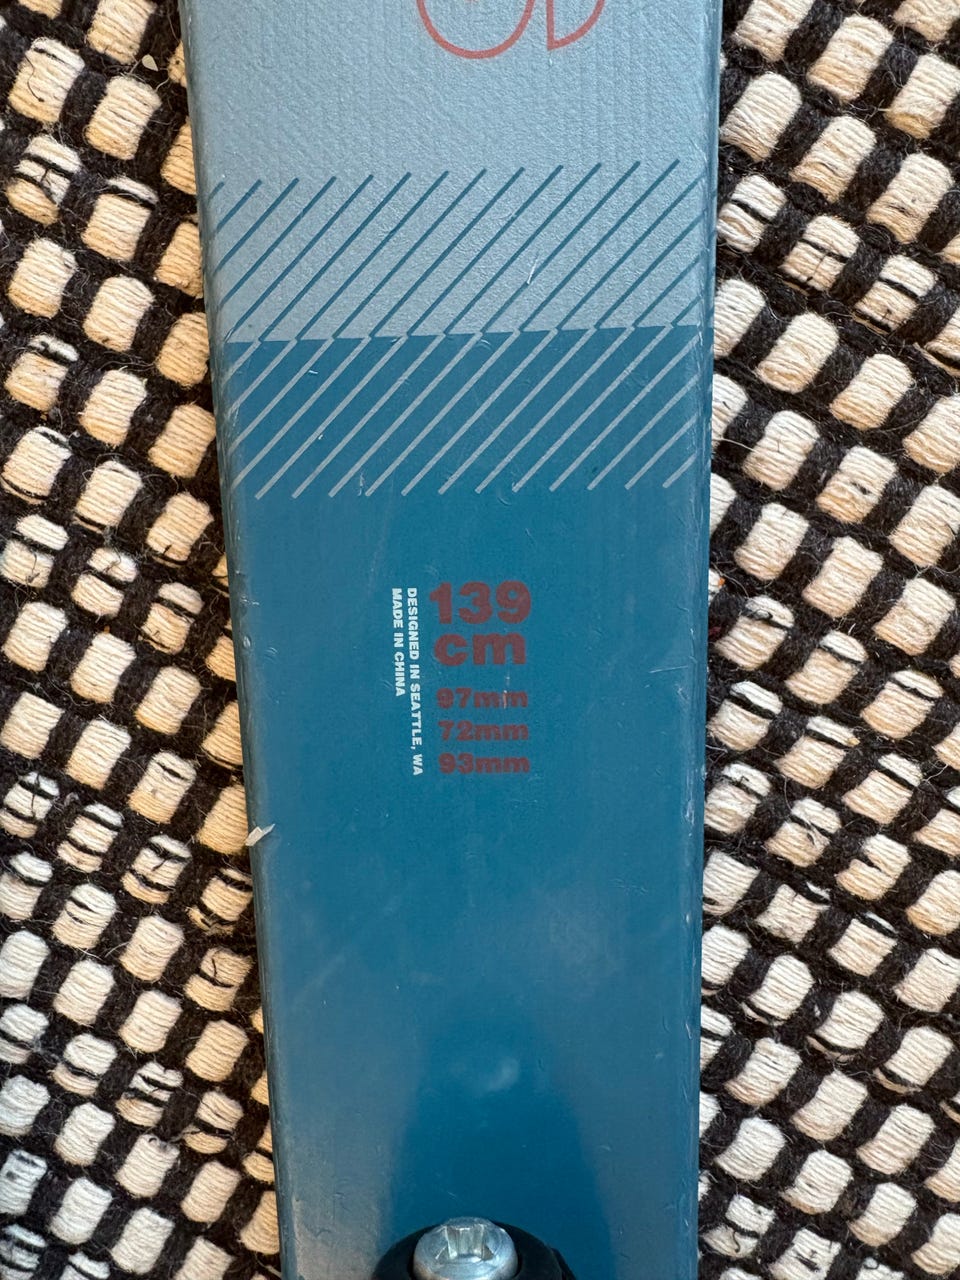 139
cm
97mm
72mm
93mm
DESIGNED IN SEATTLE, WA
MADE IN CHINA